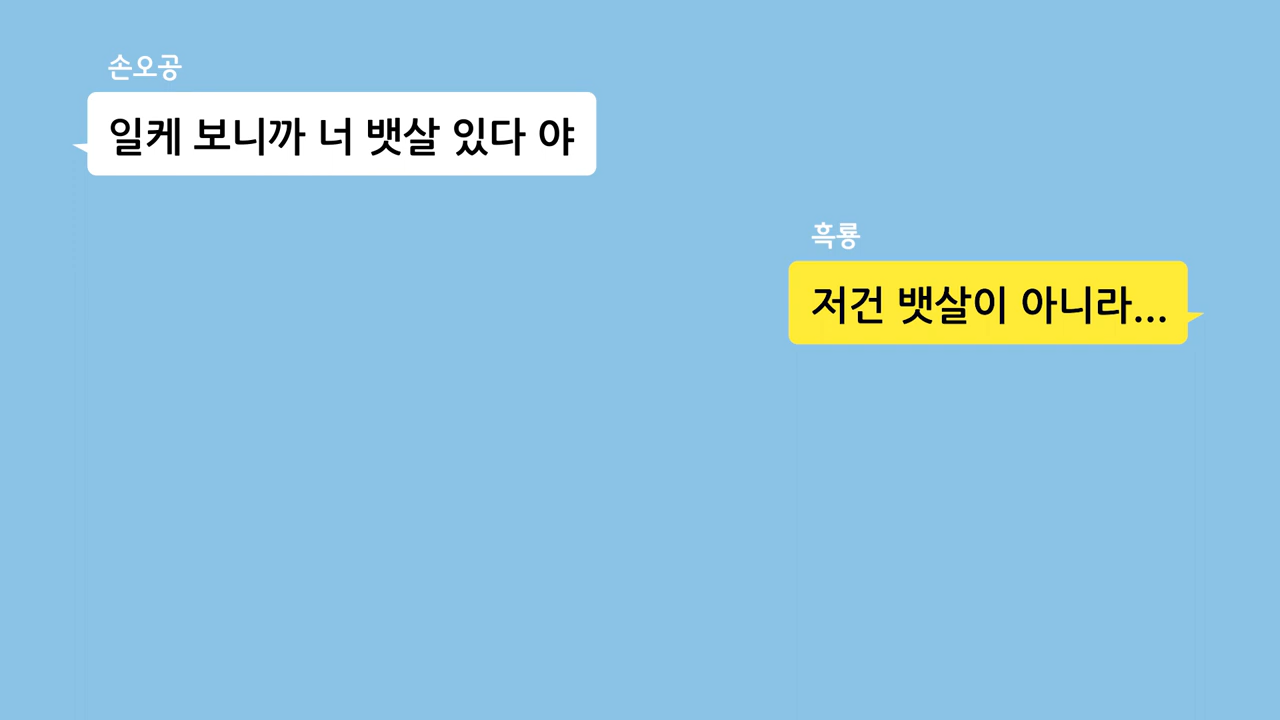 손오공
일케 보니까 너 뱃살 있다 야
흑룡
저건 뱃살이 아니라...